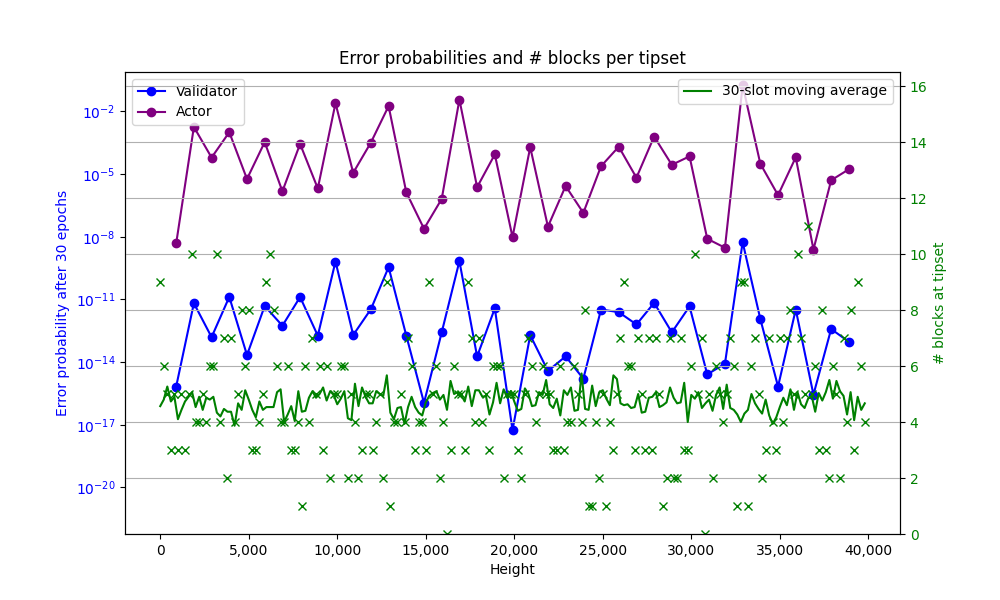 Error probabilities and # blocks per tipset
Validator
Actor
30-slot moving average
10⁻²
10⁻⁵
10⁻⁸
10⁻¹¹
10⁻¹⁴
10⁻¹⁷
10⁻²⁰
Error probability after 30 epochs
16
14
12
10
8
6
4
2
0
# blocks at tipset
0 5,000 10,000 15,000 20,000 25,000 30,000 35,000 40,000
Height